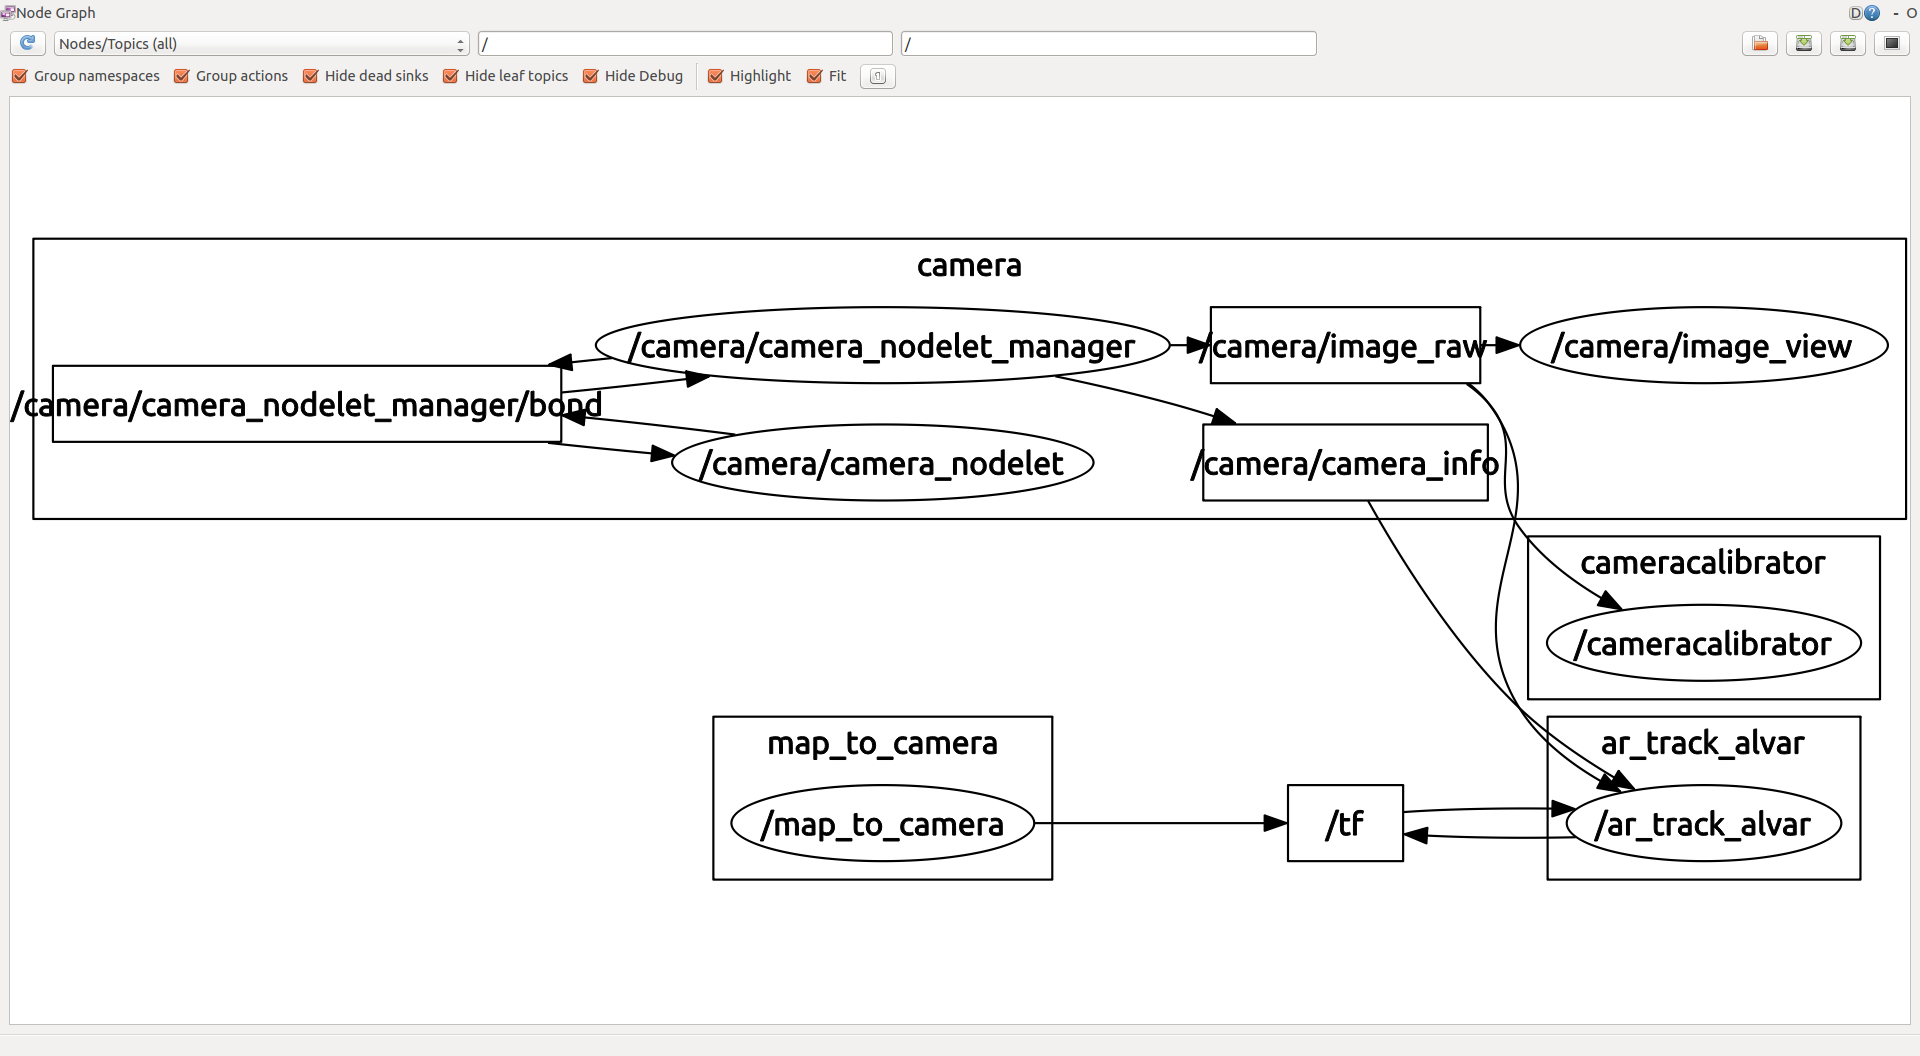 Node Graph
D ? - O
Nodes/Topics (all) / /
Group namespaces Group actions Hide dead sinks Hide leaf topics Hide Debug Highlight Fit
camera
/camera/camera_nodelet_manager /camera/image_raw /camera/image_view
/camera/camera_nodelet_manager/bond
/camera/camera_nodelet /camera/camera_info
cameracalibrator
/cameracalibrator
map_to_camera ar_track_alvar
/map_to_camera /tf /ar_track_alvar